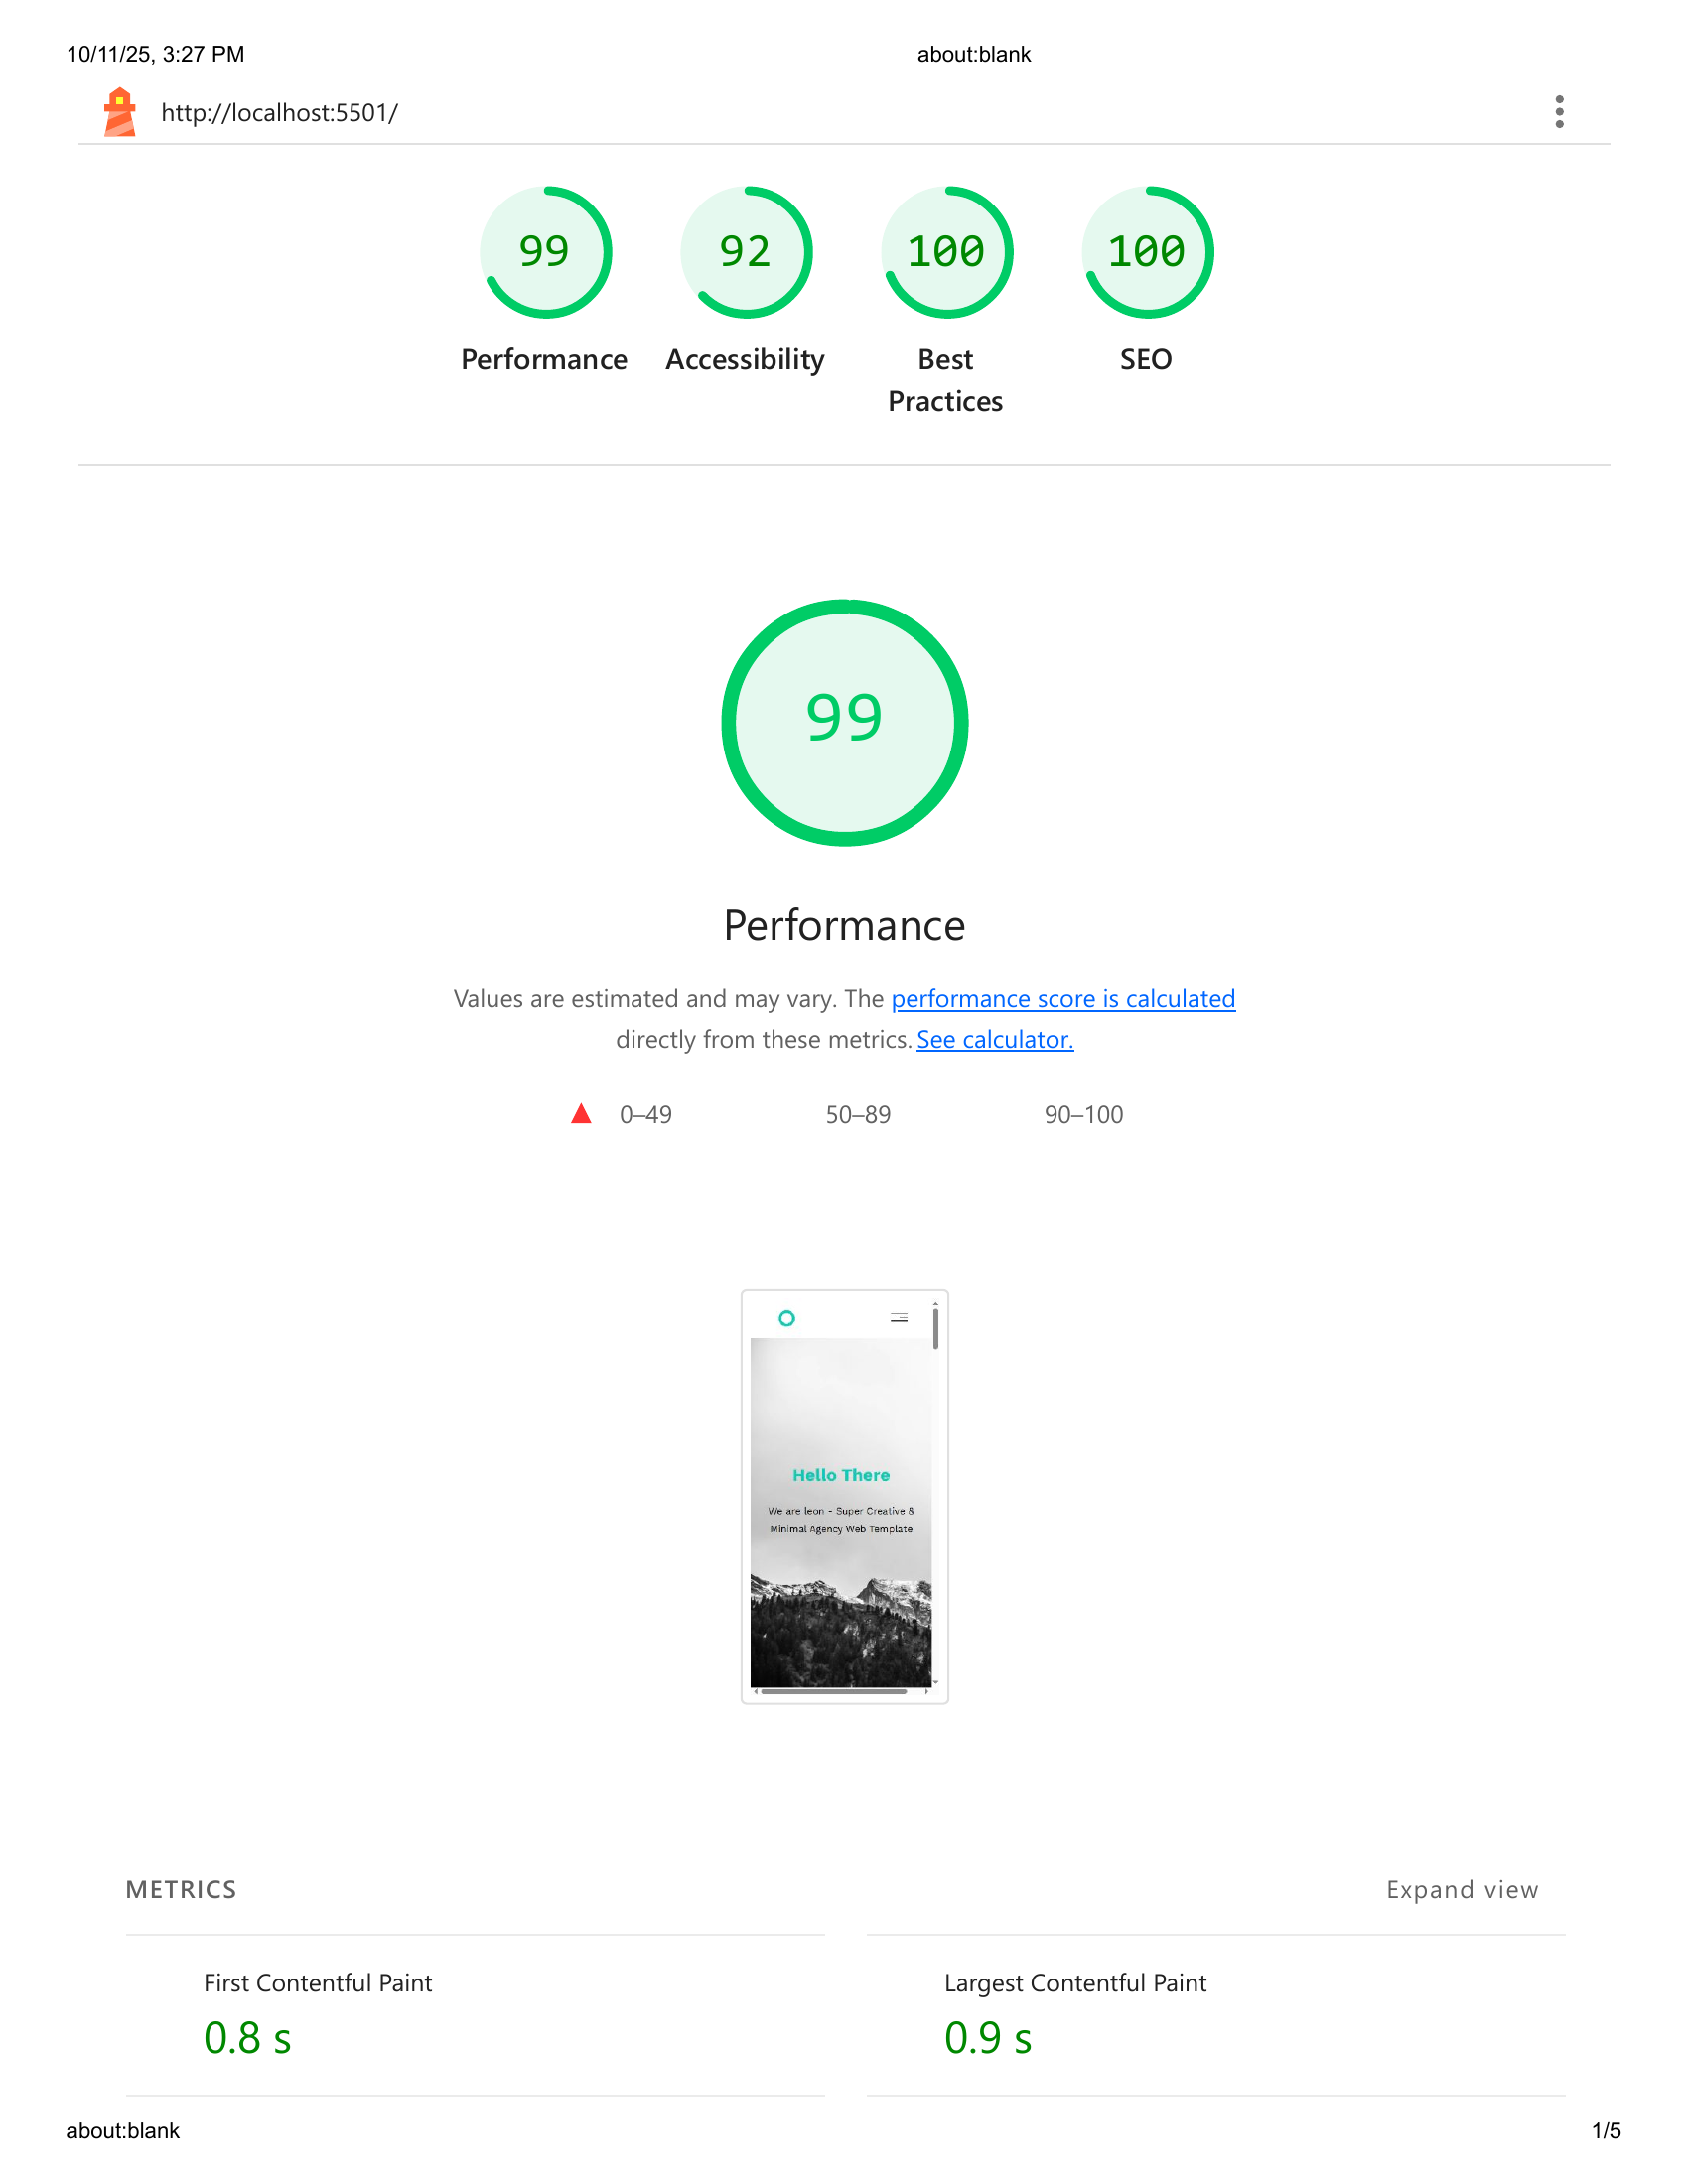 10/11/25, 3:27 PM about:blank
http://localhost:5501/
99 92 100 100
Performance Accessibility Best Practices SEO
99
Performance
Values are estimated and may vary. The performance score is calculated
directly from these metrics. See calculator.
0–49 50–89 90–100
Hello There
We are leon - Super Creative &
Minimal Agency Web Template
METRICS Expand view
First Contentful Paint Largest Contentful Paint
0.8 s 0.9 s
about:blank 1/5